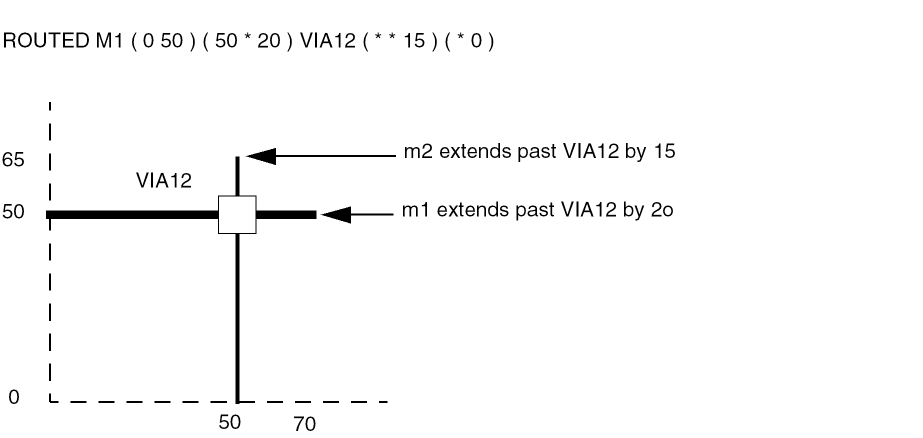 ROUTED M1 ( 0 50 ) ( 50 * 20 ) VIA12 ( * * 15 ) ( * 0 )
m2 extends past VIA12 by 15
65
VIA12
50
m1 extends past VIA12 by 2o
0
50
70